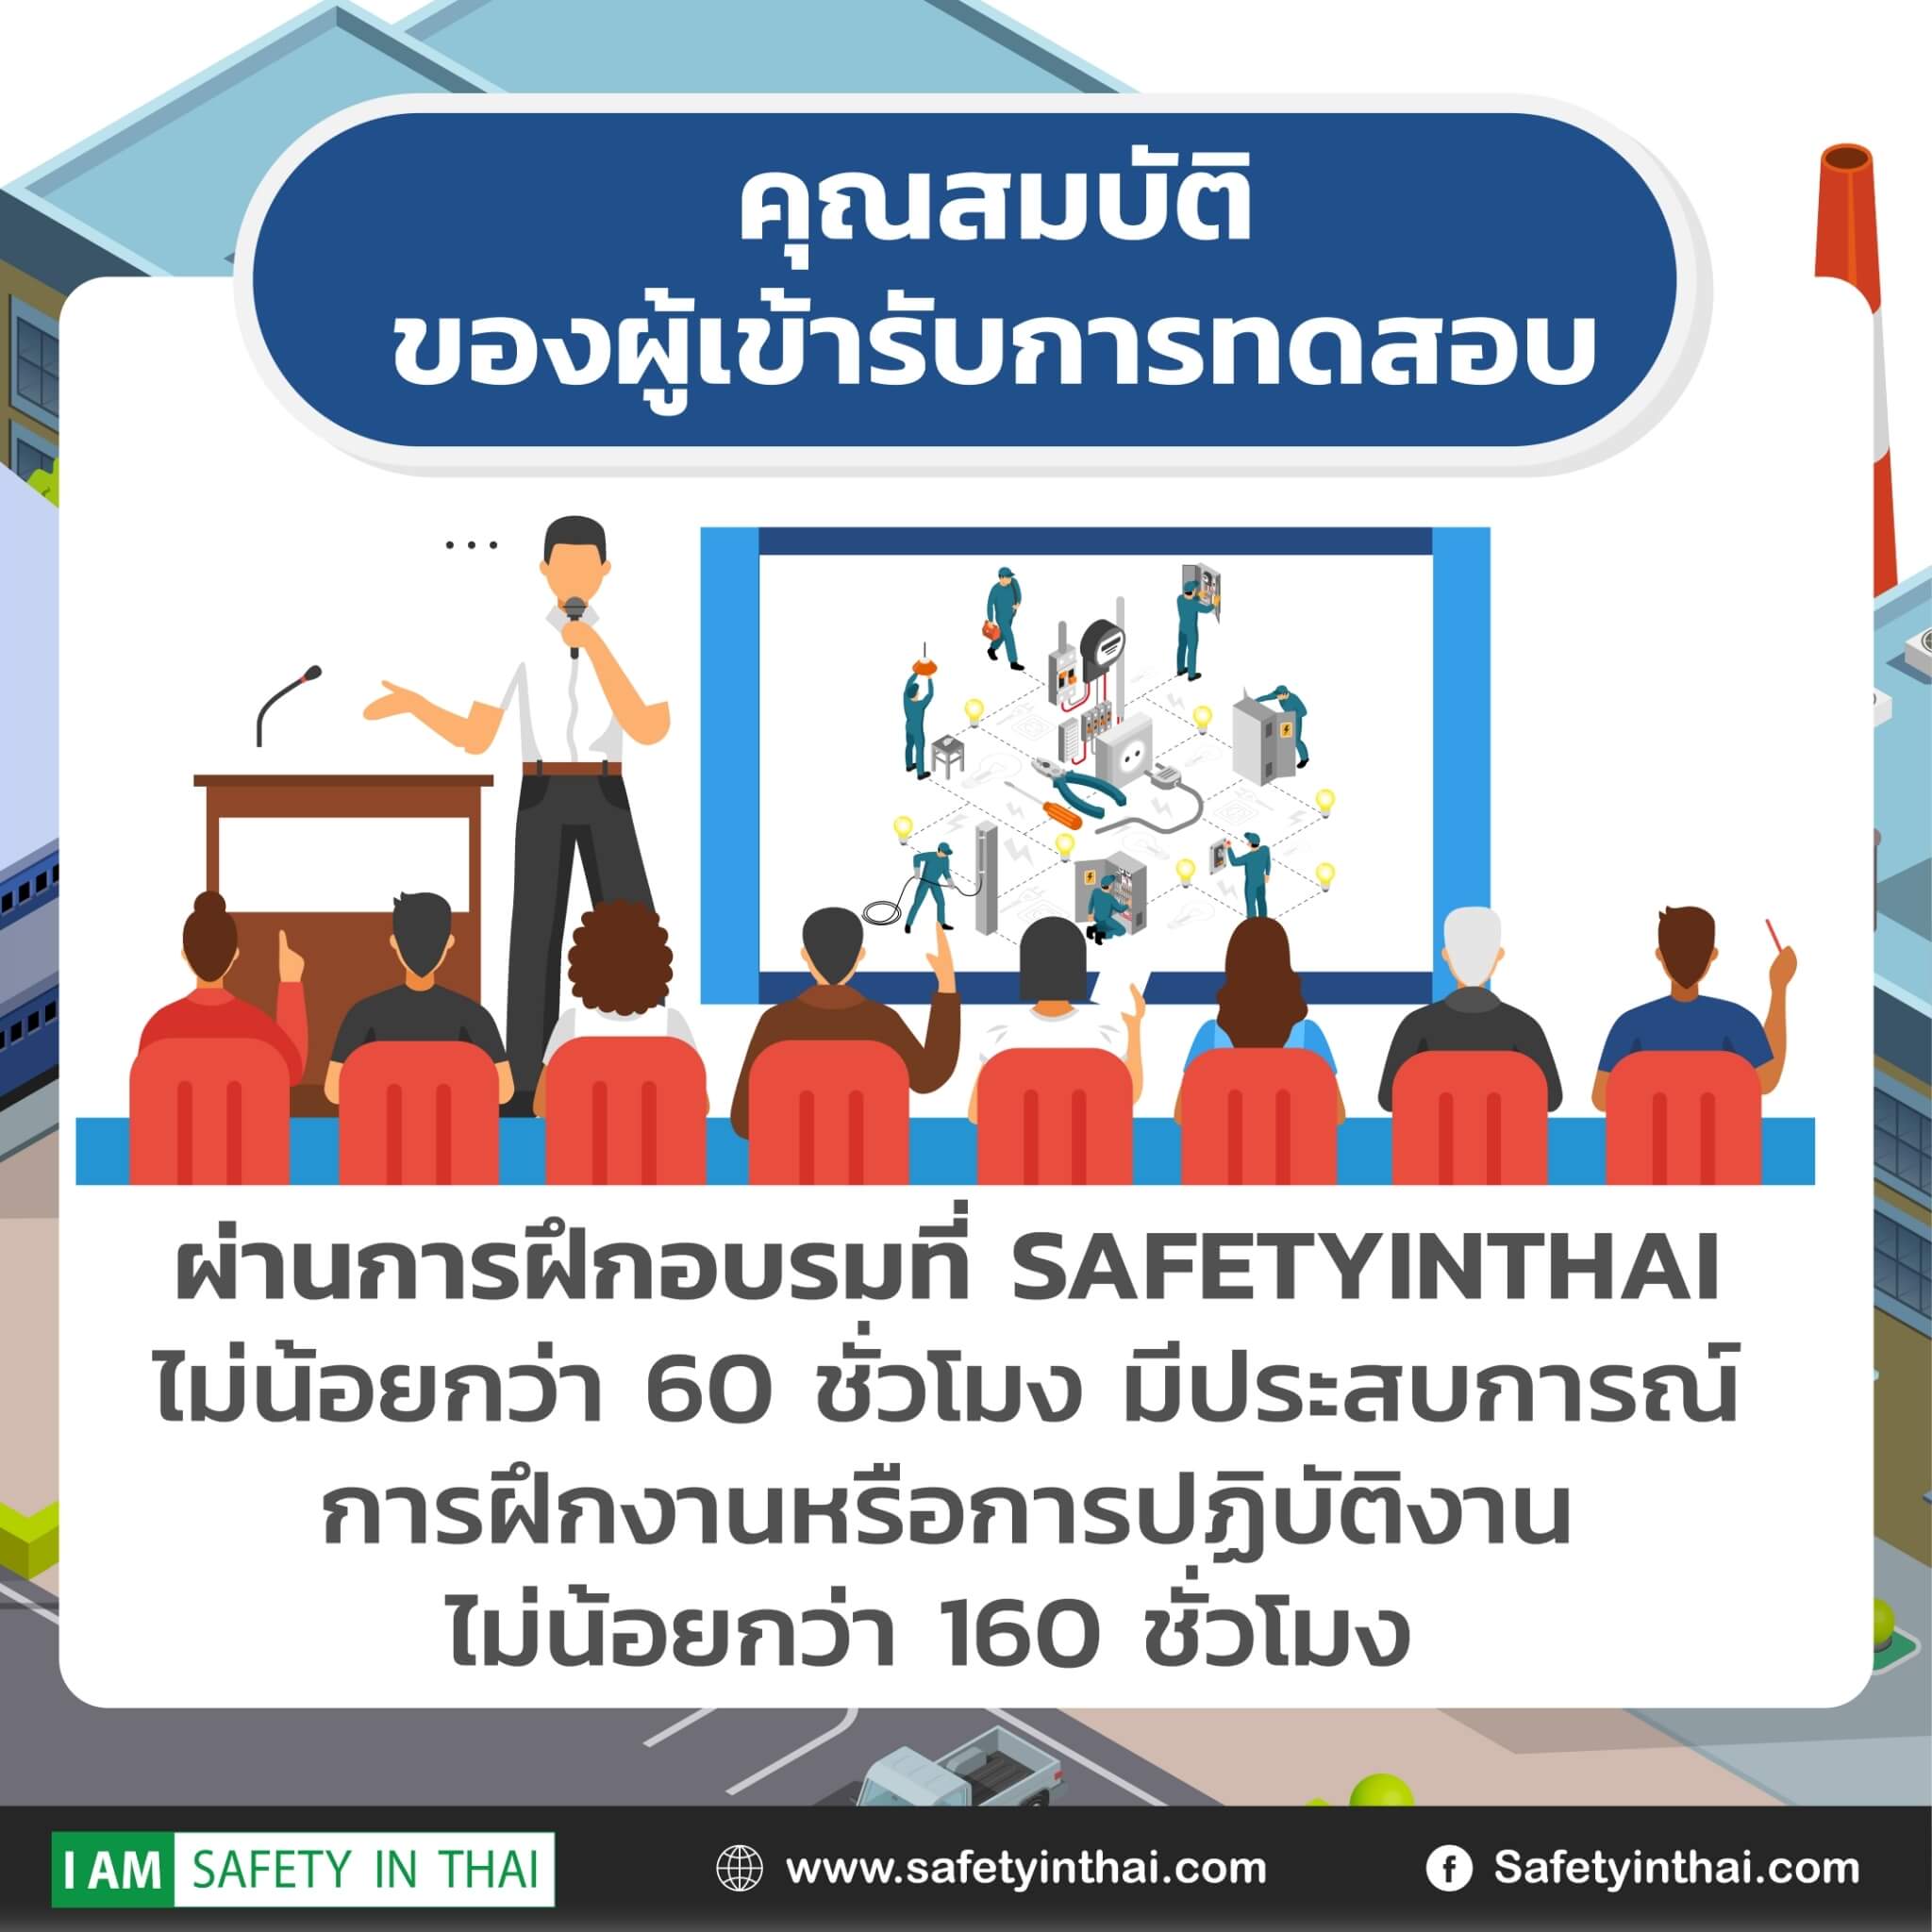 คุณสมบัติ
ของผู้เข้ารับการทดสอบ
ผ่านการฝึกอบรมที่ SAFETYINTHAI
ไม่น้อยกว่า 60 ชั่วโมง มีประสบการณ์
การฝึกงานหรือการปฏิบัติงาน
ไม่น้อยกว่า 160 ชั่วโมง
I AM SAFETY IN THAI
www.safetyinthai.com
Safetyinthai.com